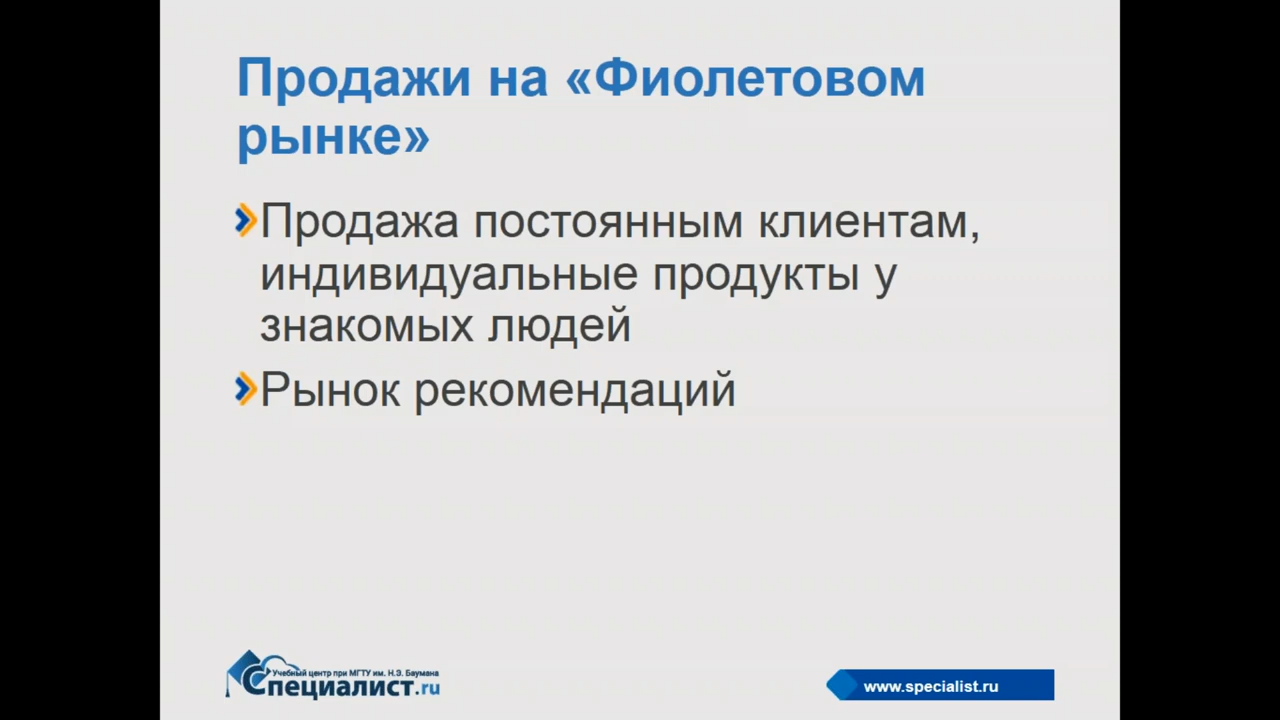 Продажи на «Фиолетовом
рынке»
Продажа постоянным клиентам,
индивидуальные продукты у
знакомых людей
Рынок рекомендаций
Учебный центр при МГТУ им. Н.Э. Баумана
Специалист.ru
www.specialist.ru